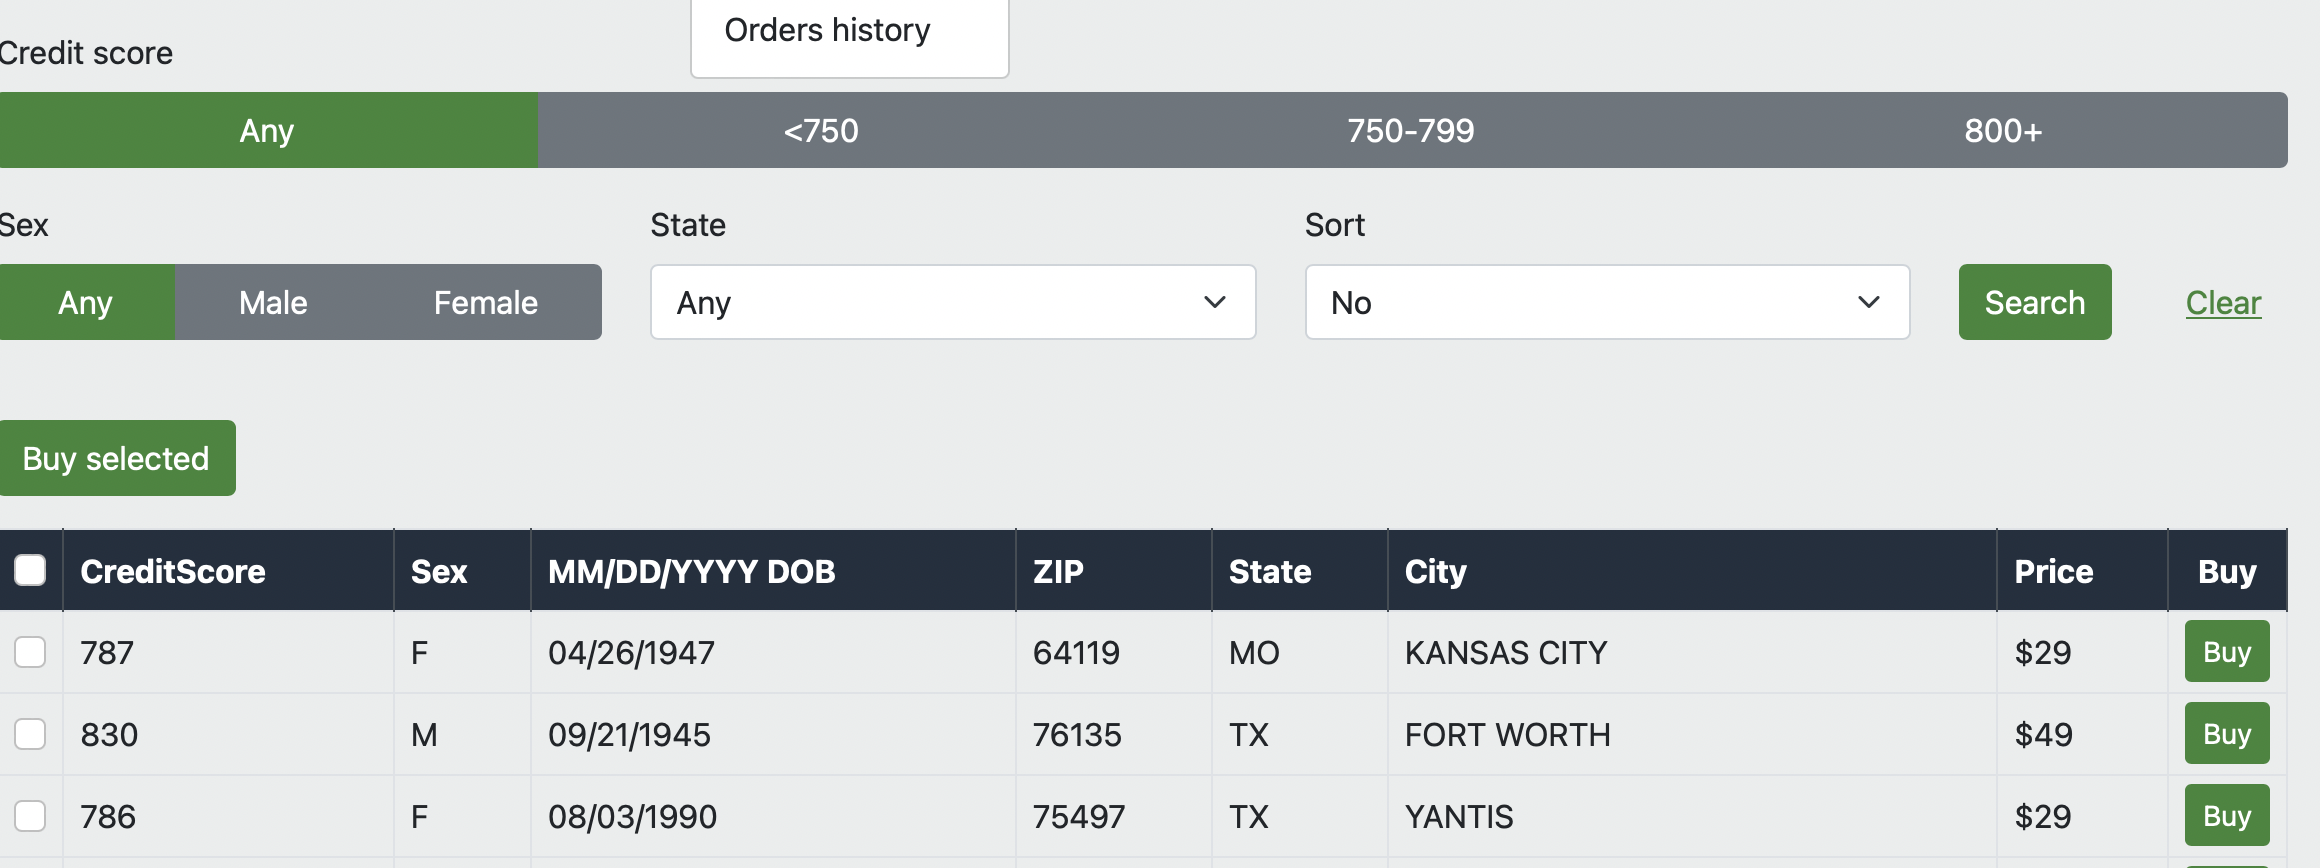 Orders history
Credit score
Any <750 750-799 800+
Sex State Sort
Any Male Female Any No Search Clear
Buy selected
CreditScore Sex MM/DD/YYYY DOB ZIP State City Price Buy
787 F 04/26/1947 64119 MO KANSAS CITY $29 Buy
830 M 09/21/1945 76135 TX FORT WORTH $49 Buy
786 F 08/03/1990 75497 TX YANTIS $29 Buy